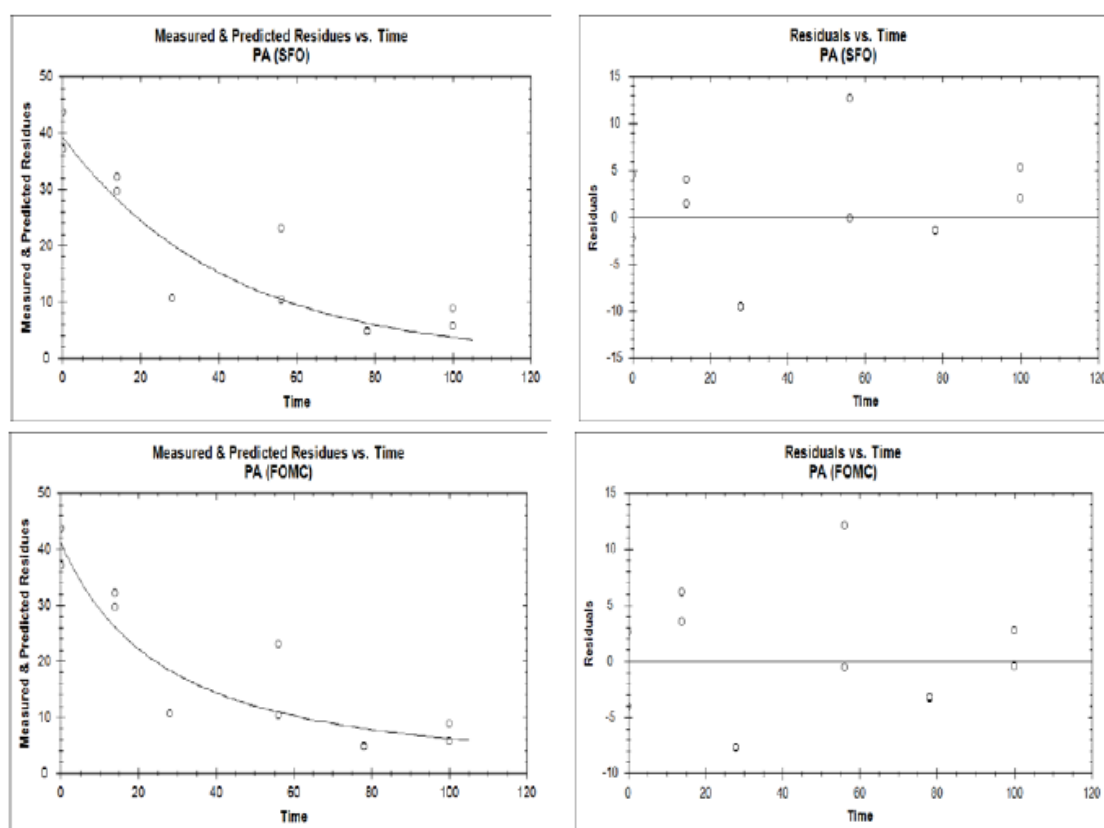 Measured & Predicted Residues vs. Time
PA (SFO)
Measured & Predicted Residues
50
40
30
20
10
0
0 20 40 60 80 100 120
Time
Residuals vs. Time
PA (SFO)
Residuals
15
10
5
0
-5
-10
-15
0 20 40 60 80 100 120
Time
Measured & Predicted Residues vs. Time
PA (FOMC)
Measured & Predicted Residues
50
40
30
20
10
0
0 20 40 60 80 100 120
Time
Residuals vs. Time
PA (FOMC)
Residuals
15
10
5
0
-5
-10
0 20 40 60 80 100 120
Time